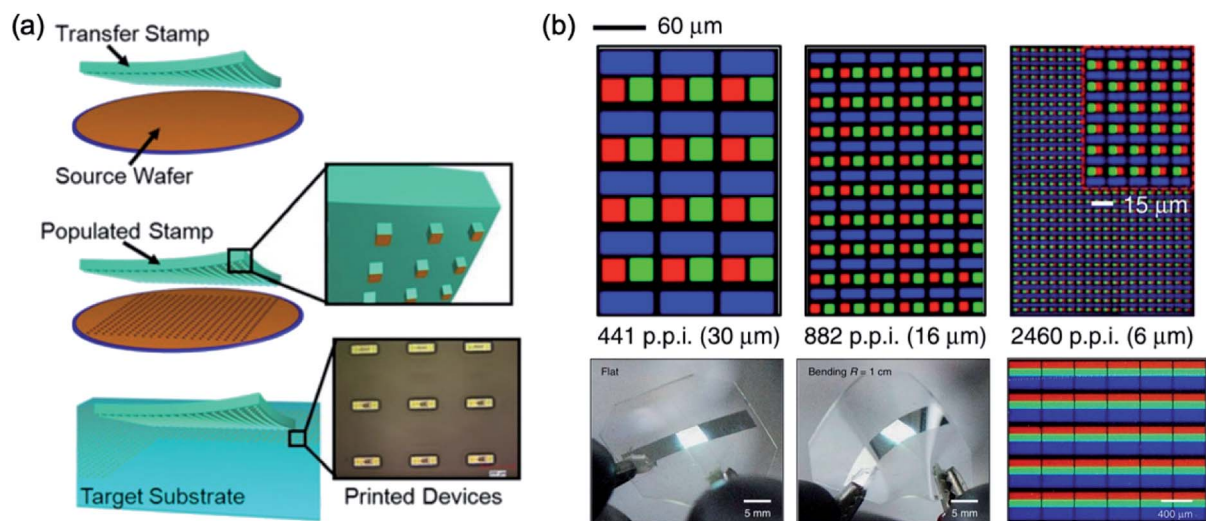 (a)
Transfer Stamp
Source Wafer
Populated Stamp
Target Substrate
Printed Devices
(b)
60 μm
15 μm
441 p.p.i. (30 μm)
882 p.p.i. (16 μm)
2460 p.p.i. (6 μm)
Flat
5 mm
Bending R = 1 cm
5 mm
400 μm